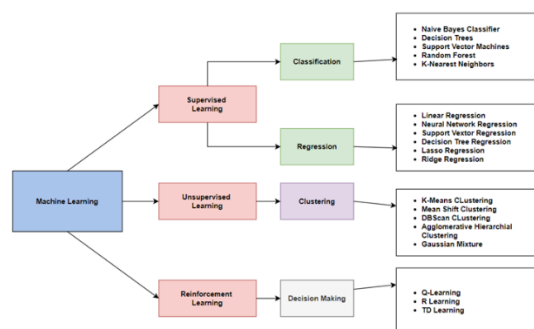 Naive Bayes Classifier
Decision Trees
Support Vector Machines
Random Forest
K-Nearest Neighbors
Classification
Supervised
Learning
Linear Regression
Neural Network Regression
Support Vextor Regression
Decision Tree Regression
Lasso Regression
Ridge Regression
Regression
Machine Learning
Unsupervised
Learning
Clustering
K-Means CLustering
Mean Shift Clustering
DBScan CLustering
Agglomerative Hierarchial
Clustering
Gaussian Mixture
Reinforcement
Learning
Decision Making
Q-Learning
R Learning
TD Learning